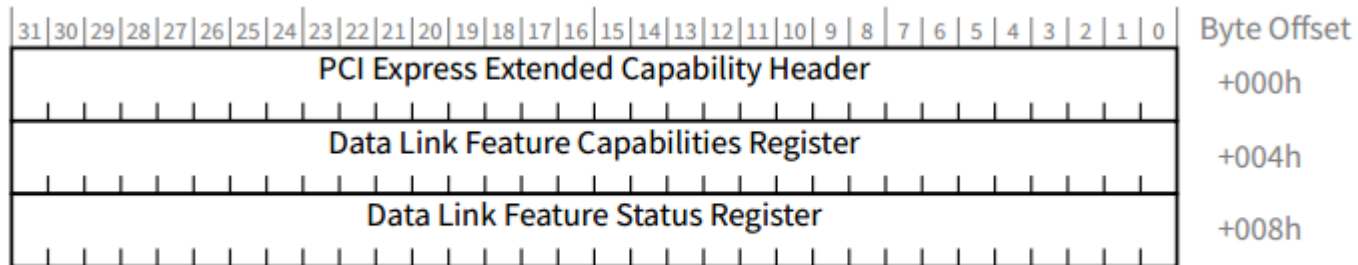 31 30 29 28 27 26 25 24 23 22 21 20 19 18 17 16 15 14 13 12 11 10 9 8 7 6 5 4 3 2 1 0 Byte Offset
PCI Express Extended Capability Header +000h
Data Link Feature Capabilities Register +004h
Data Link Feature Status Register +008h